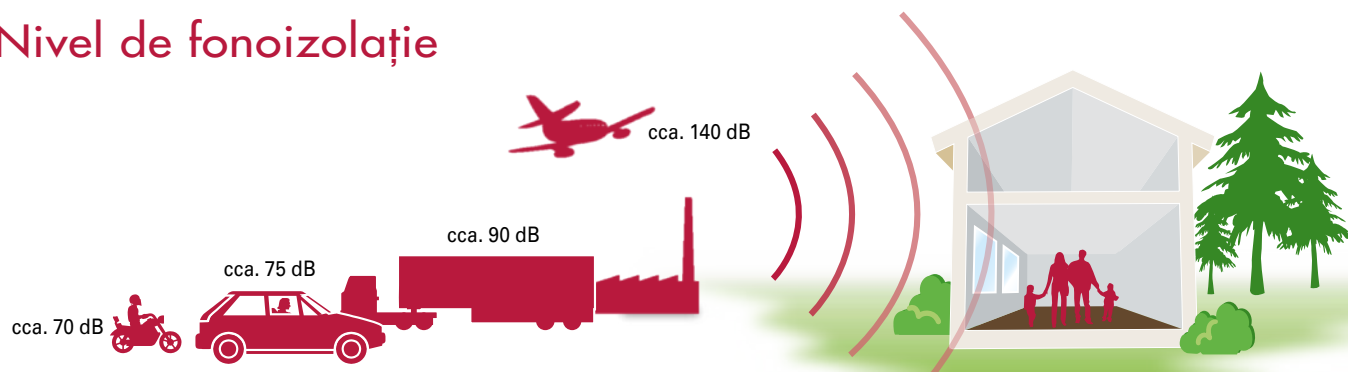 Nivel de fonoizolație
cca. 140 dB
cca. 90 dB
cca. 75 dB
cca. 70 dB